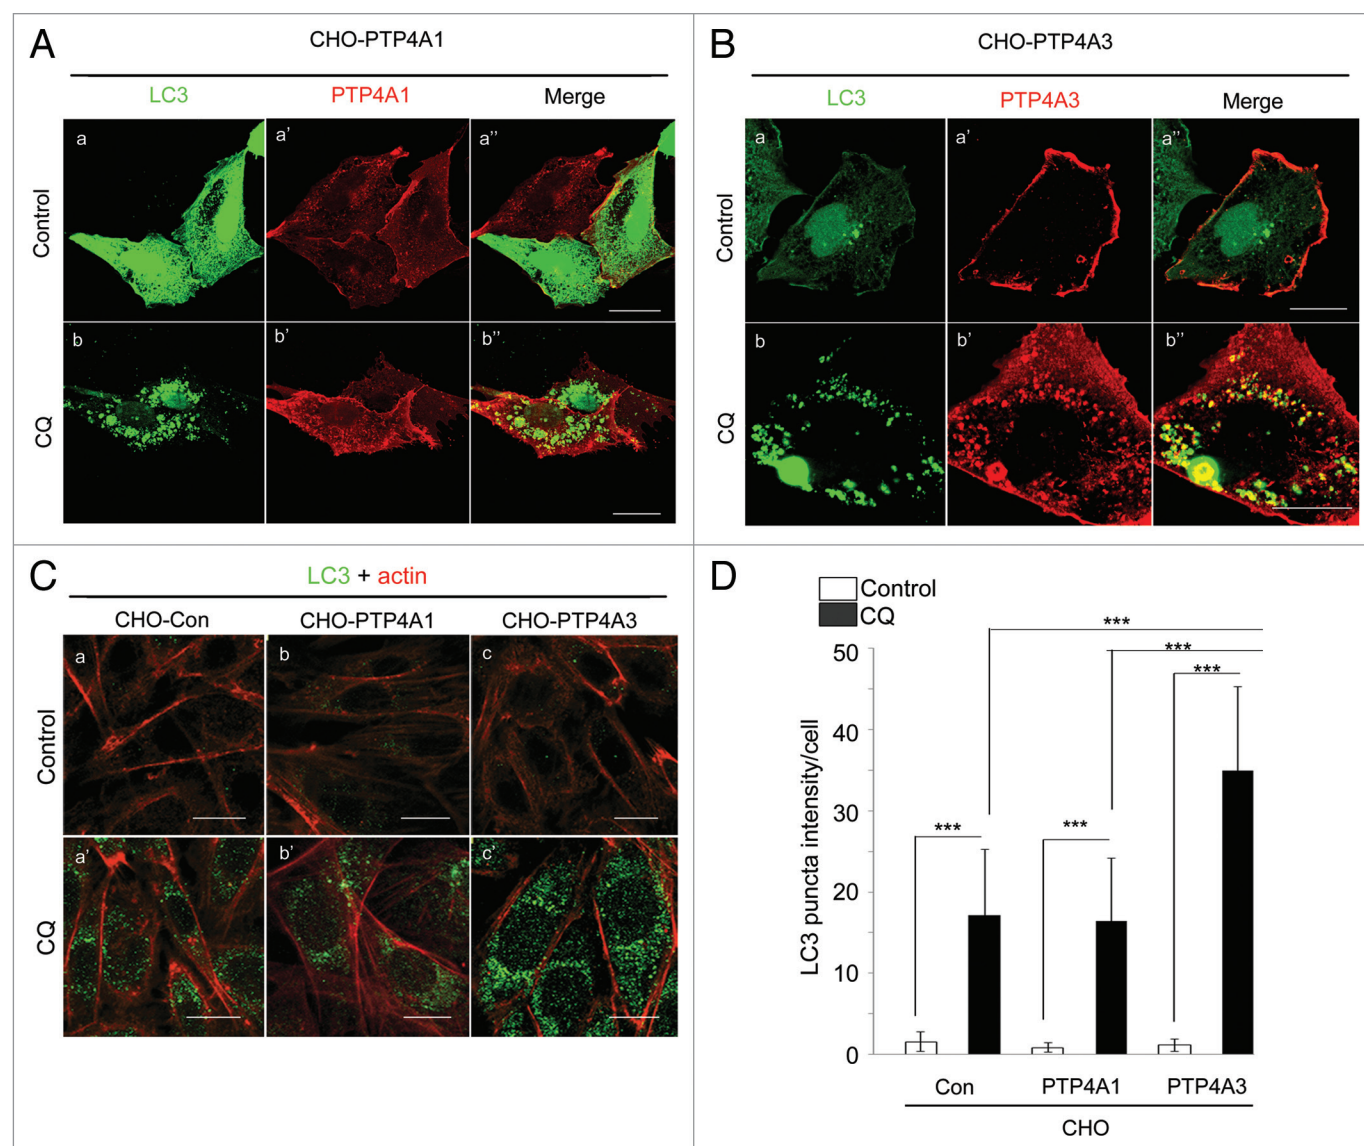 A
CHO-PTP4A1
LC3 PTP4A1 Merge
a a’ a’’
Control
b b’ b’’
CQ
B
CHO-PTP4A3
LC3 PTP4A3 Merge
a a’ a’’
Control
b b’ b’’
CQ
C
LC3 + actin
CHO-Con CHO-PTP4A1 CHO-PTP4A3
a b c
Control
a’ b’ c’
CQ
D
Control
CQ
***
***
***
***
***
LC3 puncta intensity/cell
50
40
30
20
10
0
Con PTP4A1 PTP4A3
CHO